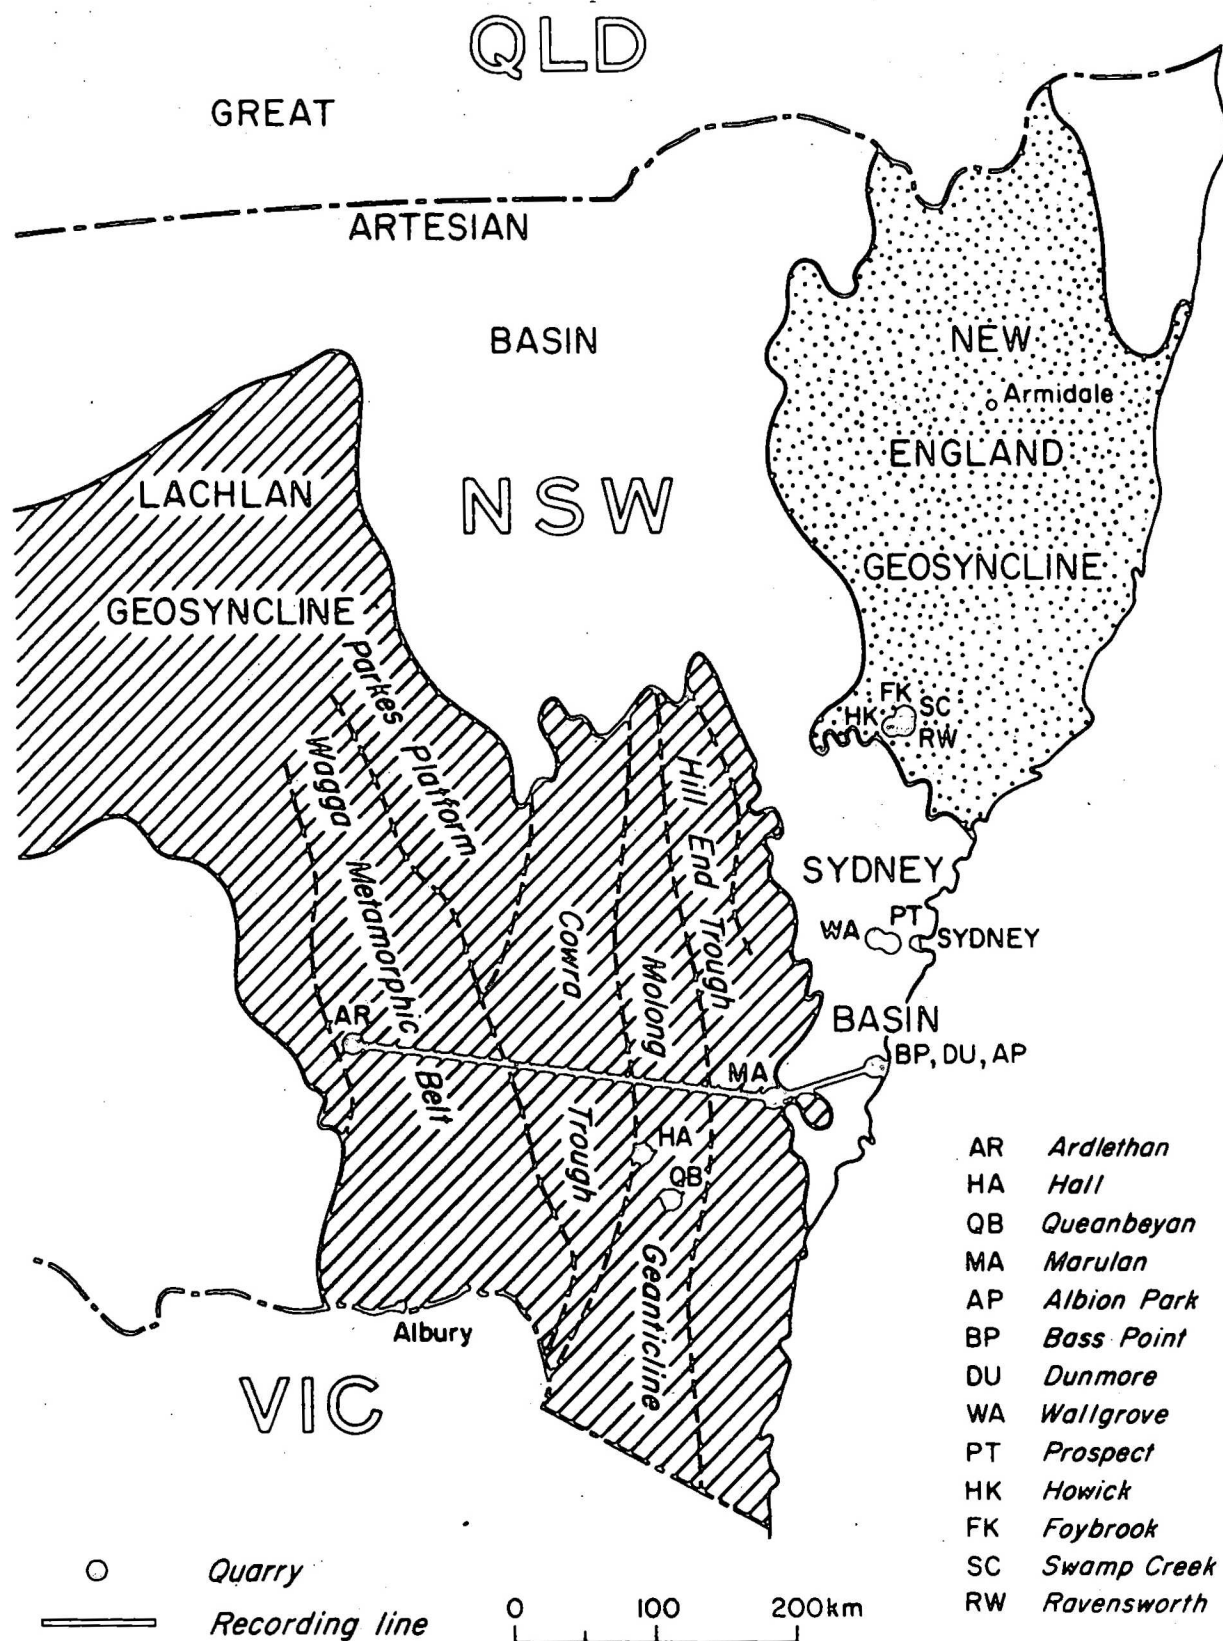 QLD
GREAT
ARTESIAN
BASIN
NEW
Armidale
ENGLAND
LACHLAN
NSW
GEOSYNCLINE
GEOSYNCLINE
Parkes
Platform
FK
SC
HK
RW
Wagga
Metamorphic
Belt
Hill
End
Trough
SYDNEY
WA
PT
SYDNEY
Cowra
Molong
AR
BASIN
BP, DU, AP
MA
Trough
HA
QB
Geanticline
Albury
VIC
AR Ardlethan
HA Hall
QB Queanbeyan
MA Marulan
AP Albion Park
BP Bass Point
DU Dunmore
WA Wallgrove
PT Prospect
HK Howick
FK Foybrook
SC Swamp Creek
RW Ravensworth
Quarry
Recording line
0 100 200km